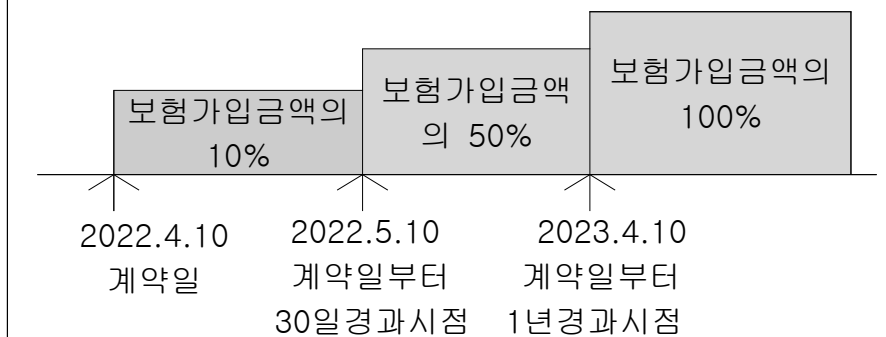 보험가입금액의
10%
보험가입금액
의 50%
보험가입금액의
100%
2022.4.10
계약일
2022.5.10
계약일부터
30일경과시점
2023.4.10
계약일부터
1년경과시점